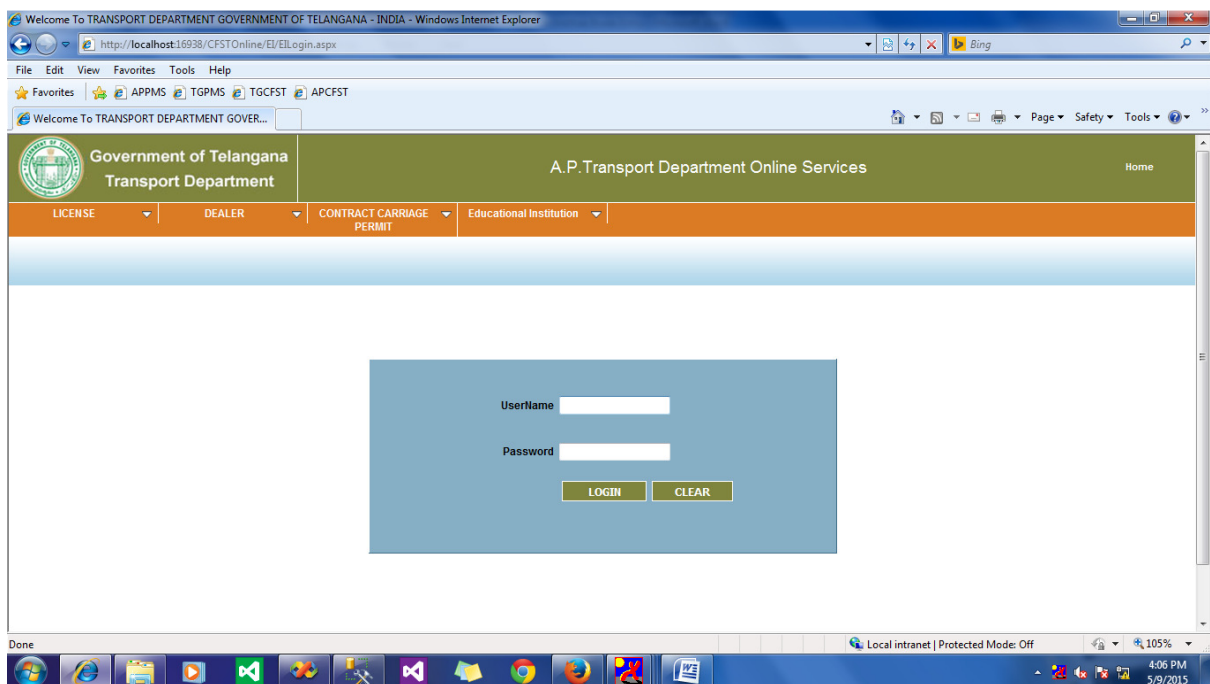 Welcome To TRANSPORT DEPARTMENT GOVERNMENT OF TELANGANA - INDIA - Windows Internet Explorer
http://localhost:16938/CFSTOnline/EI/EILogin.aspx
Bing
File Edit View Favorites Tools Help
Favorites APPMS TGPMS TGCFST APCFST
Welcome To TRANSPORT DEPARTMENT GOVER...
Page Safety Tools
Government of Telangana
Transport Department
A.P.Transport Department Online Services
Home
LICENSE DEALER CONTRACT CARRIAGE PERMIT Educational Institution
UserName
Password
LOGIN CLEAR
Done
Local intranet | Protected Mode: Off
105%
4:06 PM
5/9/2015